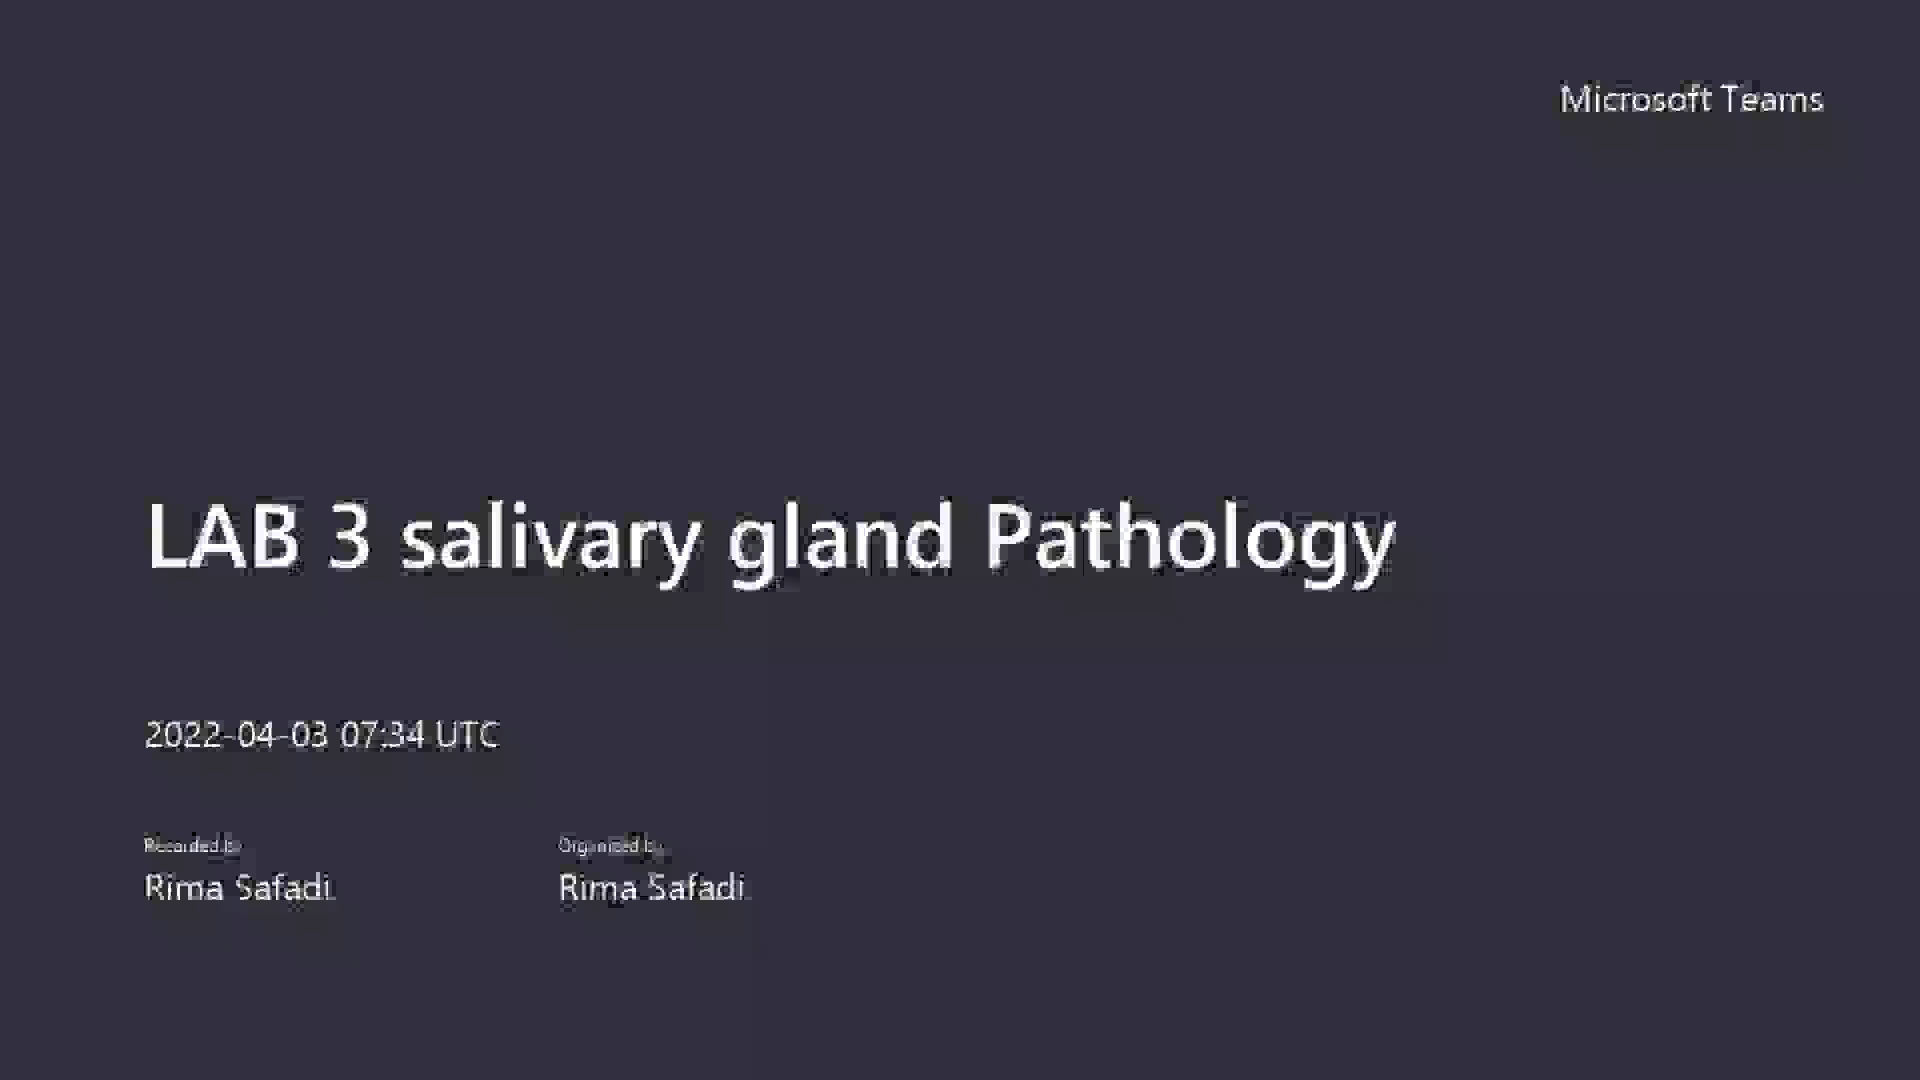 Microsoft Teams
LAB 3 salivary gland Pathology
2022-04-03 07:34 UTC
Recorded by
Organized by
Rima Safadi
Rima Safadi